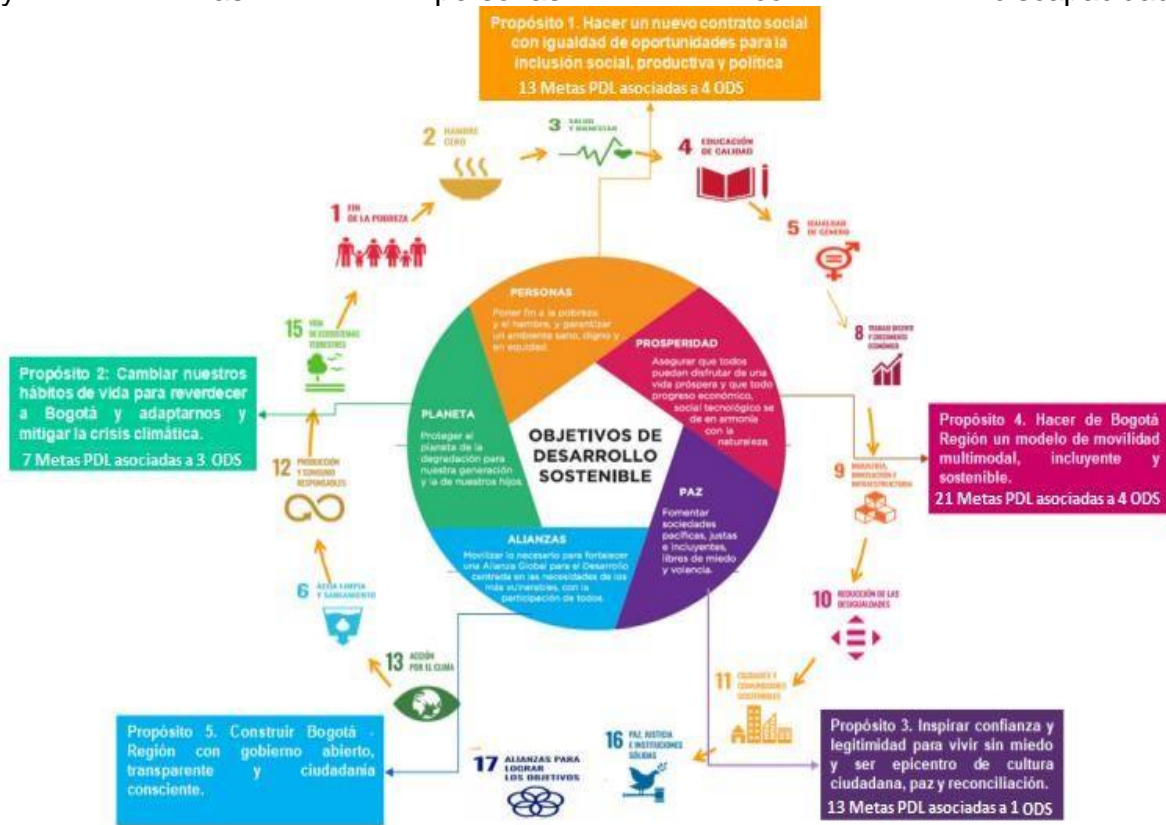 Propósito 1. Hacer un nuevo contrato social
con igualdad de oportunidades para la
inclusión social, productiva y política
13 Metas PDL asociadas a 4 ODS
2 HAMBRE
CERO
3 SALUD
Y BIENESTAR
4 EDUCACIÓN
DE CALIDAD
1 FIN
DE LA POBREZA
5 IGUALDAD
DE GÉNERO
PERSONAS
Poner fin a la pobreza
y el hambre, y garantizar
un ambiente sano, digno y
en equidad.
15 VIDA
DE ECOSISTEMAS
TERRESTRES
8 TRABAJO DECENTE
Y CRECIMIENTO
ECONÓMICO
PROSPERIDAD
Asegurar que todos
puedan disfrutar de una
vida próspera y que todo
progreso económico,
social tecnológico se
de en armonía
con la
naturaleza.
Propósito 2: Cambiar nuestros
hábitos de vida para reverdecer
a Bogotá y adaptarnos y
mitigar la crisis climática.
7 Metas PDL asociadas a 3 ODS
PLANETA
Proteger el
planeta de la
degradación para
nuestra generación
y la de nuestros hijos.
OBJETIVOS DE
DESARROLLO
SOSTENIBLE
Propósito 4. Hacer de Bogotá
Región un modelo de movilidad
multimodal, incluyente y
sostenible.
21 Metas PDL asociadas a 4 ODS
12 PRODUCCIÓN
Y CONSUMO
RESPONSABLES
9 INDUSTRIA,
INNOVACIÓN E
INFRAESTRUCTURA
PAZ
Fomentar
sociedades
pacíficas, justas
e incluyentes,
libres de miedo
y violencia.
ALIANZAS
Movilizar lo necesario para fortalecer
una Alianza Global para el Desarrollo
centrada en las necesidades de los
más vulnerables, con la
participación de todos.
6 AGUA LIMPIA
Y SANEAMIENTO
10 REDUCCIÓN DE LAS
DESIGUALDADES
13 ACCIÓN
POR EL CLIMA
11 CIUDADES Y
COMUNIDADES
SOSTENIBLES
Propósito 5. Construir Bogotá -
Región con gobierno abierto,
transparente y ciudadanía
consciente.
17 ALIANZAS PARA
LOGRAR
LOS OBJETIVOS
16 PAZ, JUSTICIA
E INSTITUCIONES
SÓLIDAS
Propósito 3. Inspirar confianza y
legitimidad para vivir sin miedo
y ser epicentro de cultura
ciudadana, paz y reconciliación.
13 Metas PDL asociadas a 1 ODS